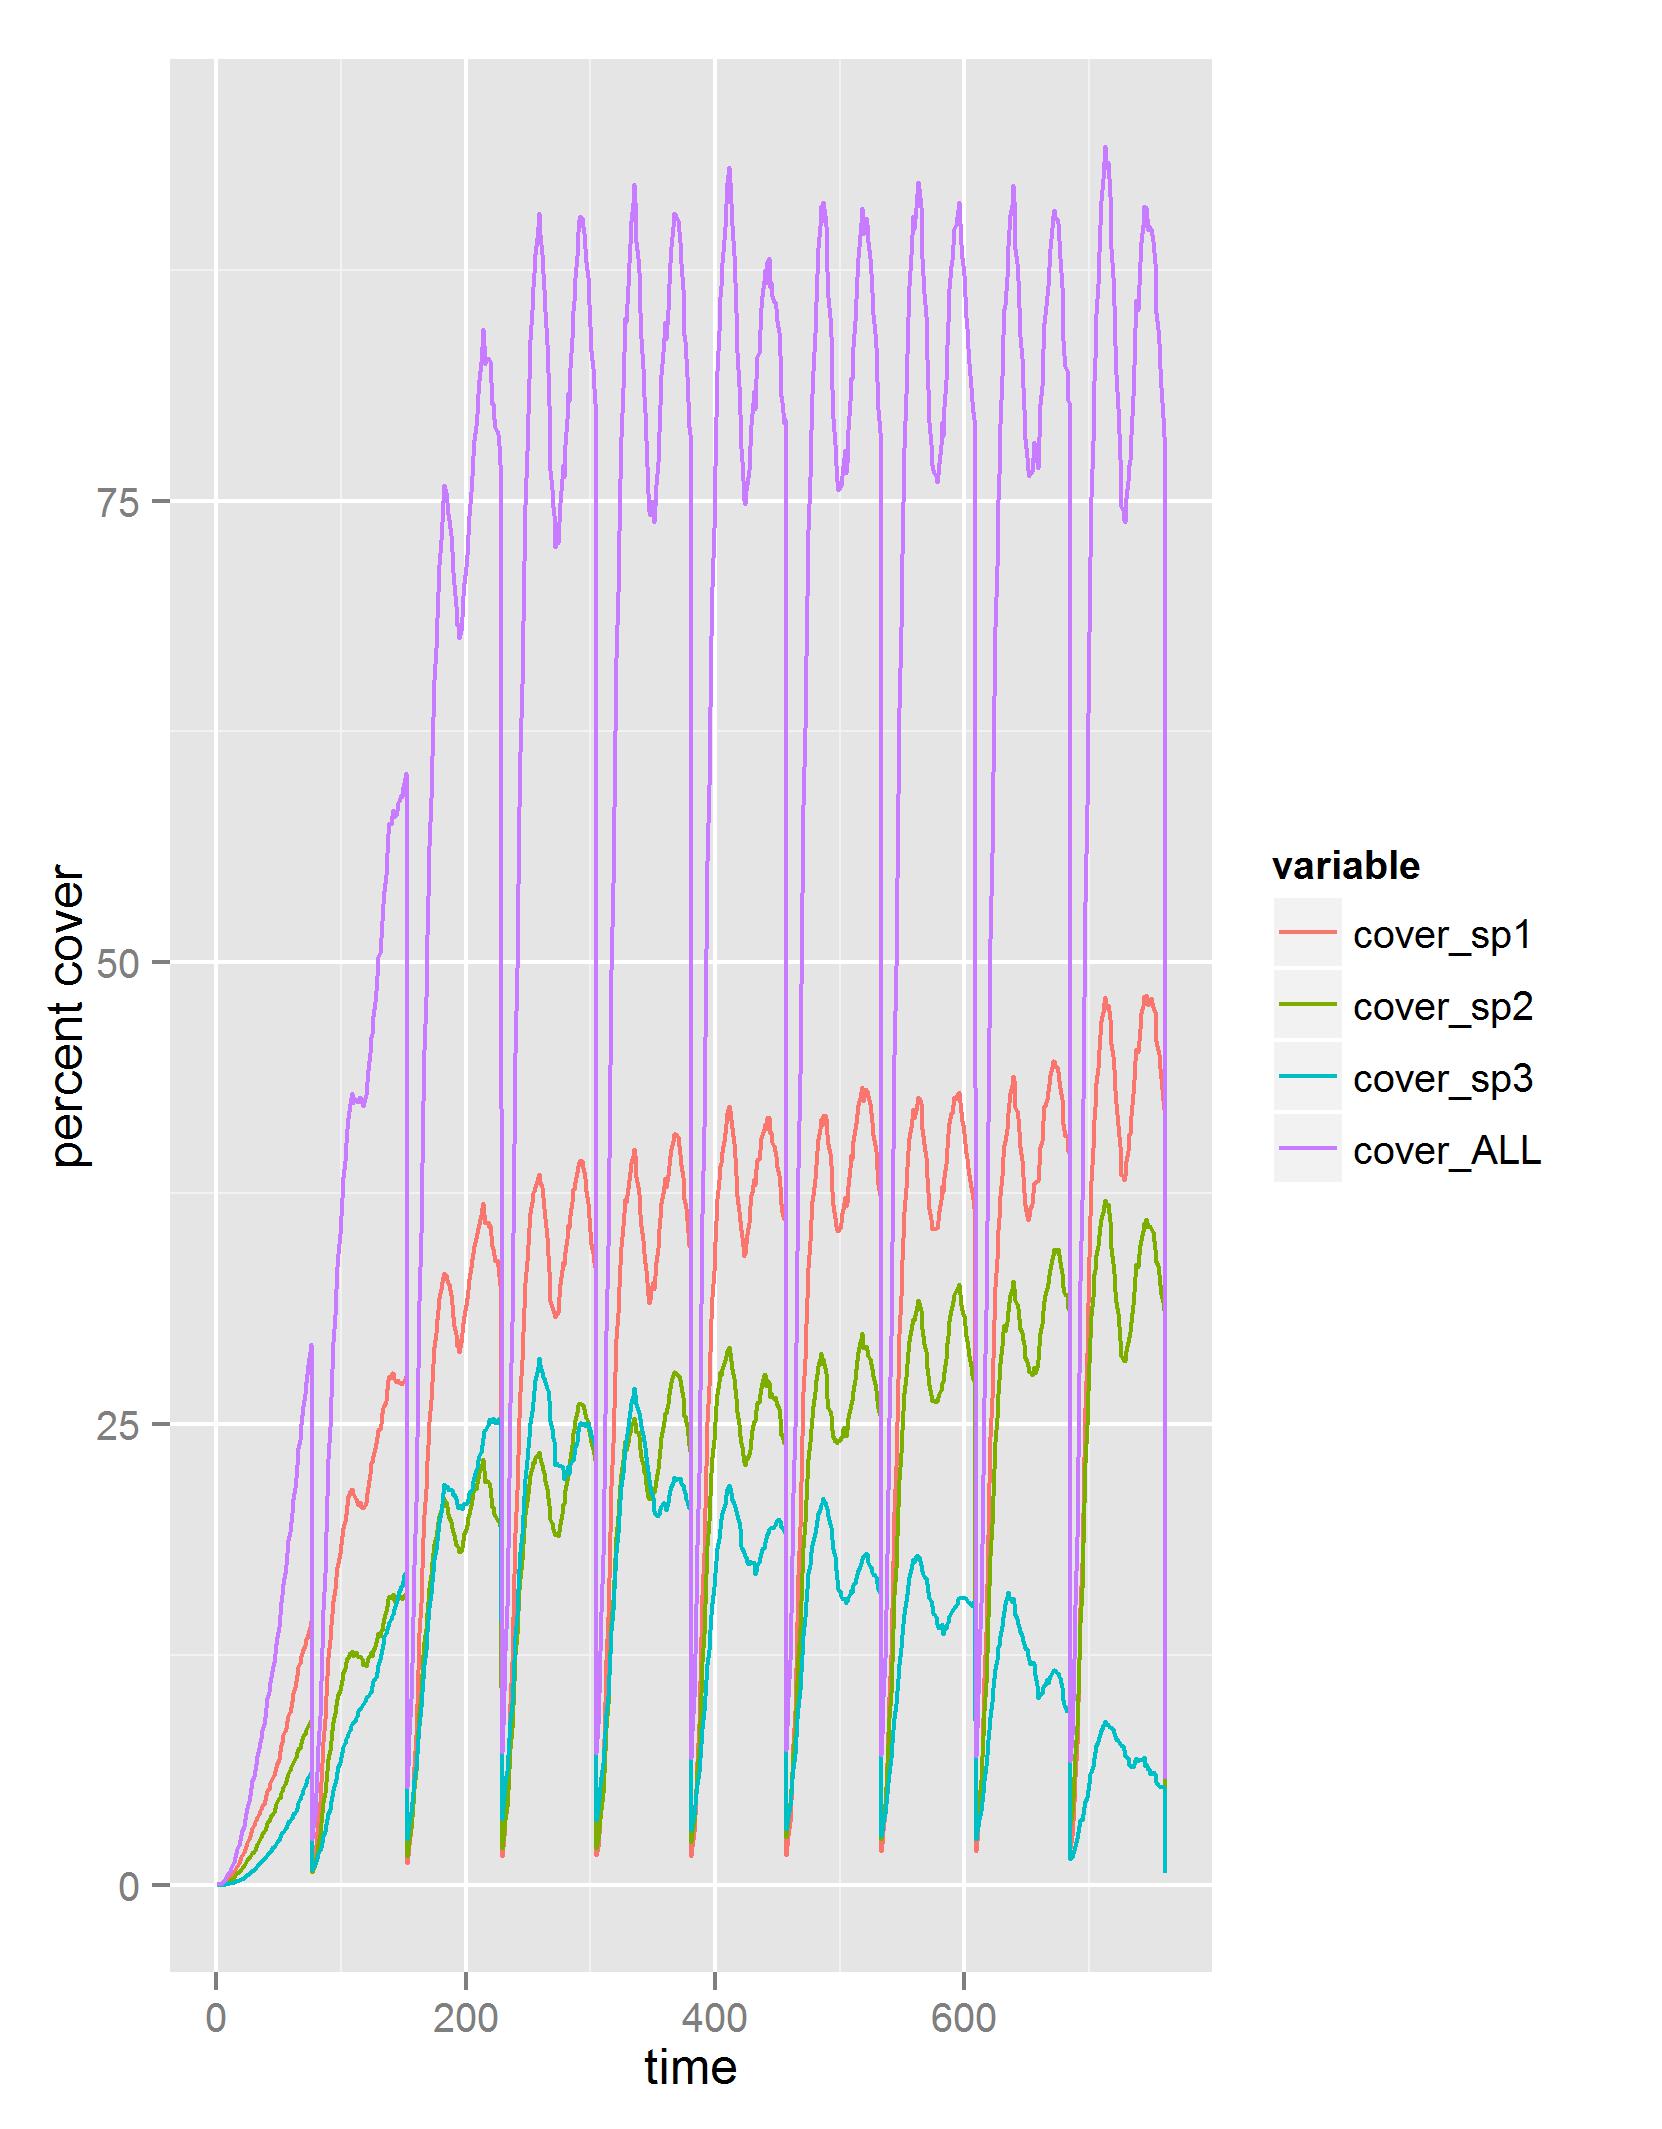 percent cover
75
50
25
0
0 200 400 600
time
variable
cover_sp1
cover_sp2
cover_sp3
cover_ALL